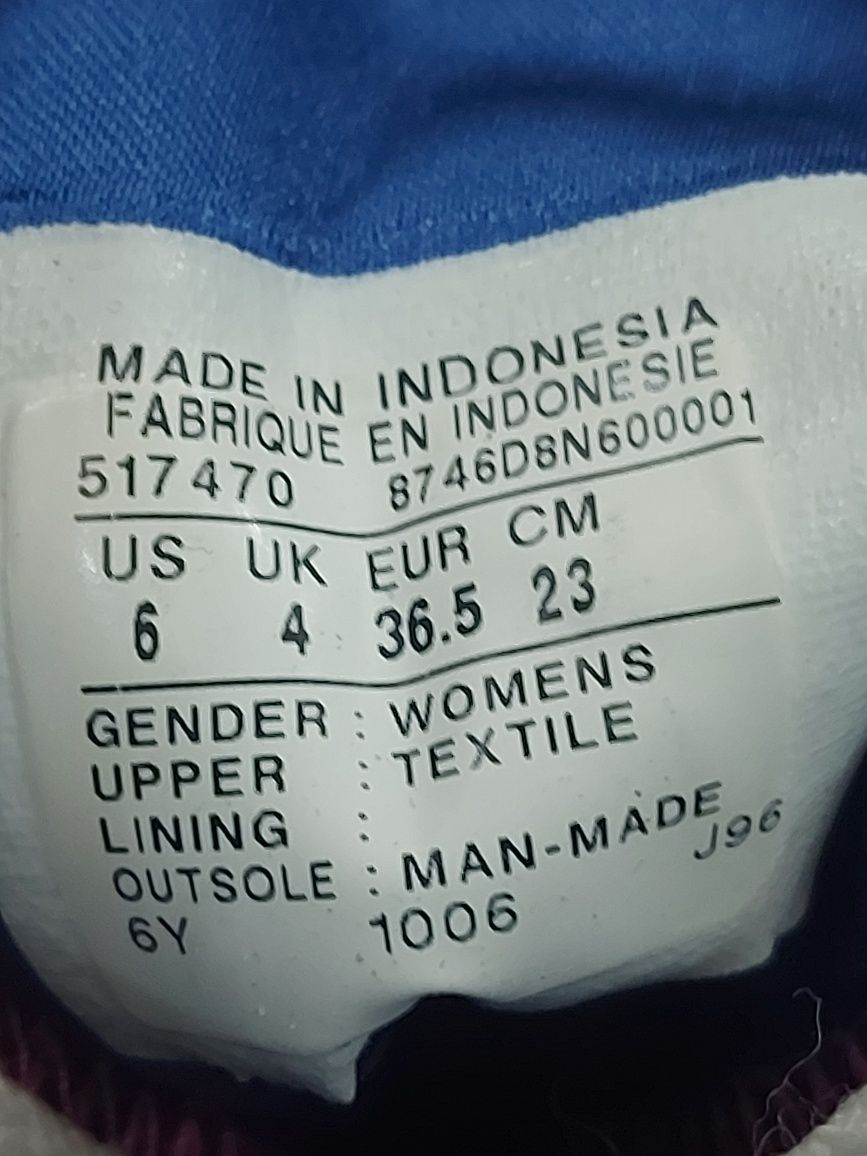 MADE IN INDONESIA
FABRIQUE EN INDONESIE
517470 8746D8N600001
US UK EUR CM
6 4 36.5 23
GENDER : WOMENS
UPPER : TEXTILE
LINING :
OUTSOLE : MAN-MADE
J96
6Y 1006